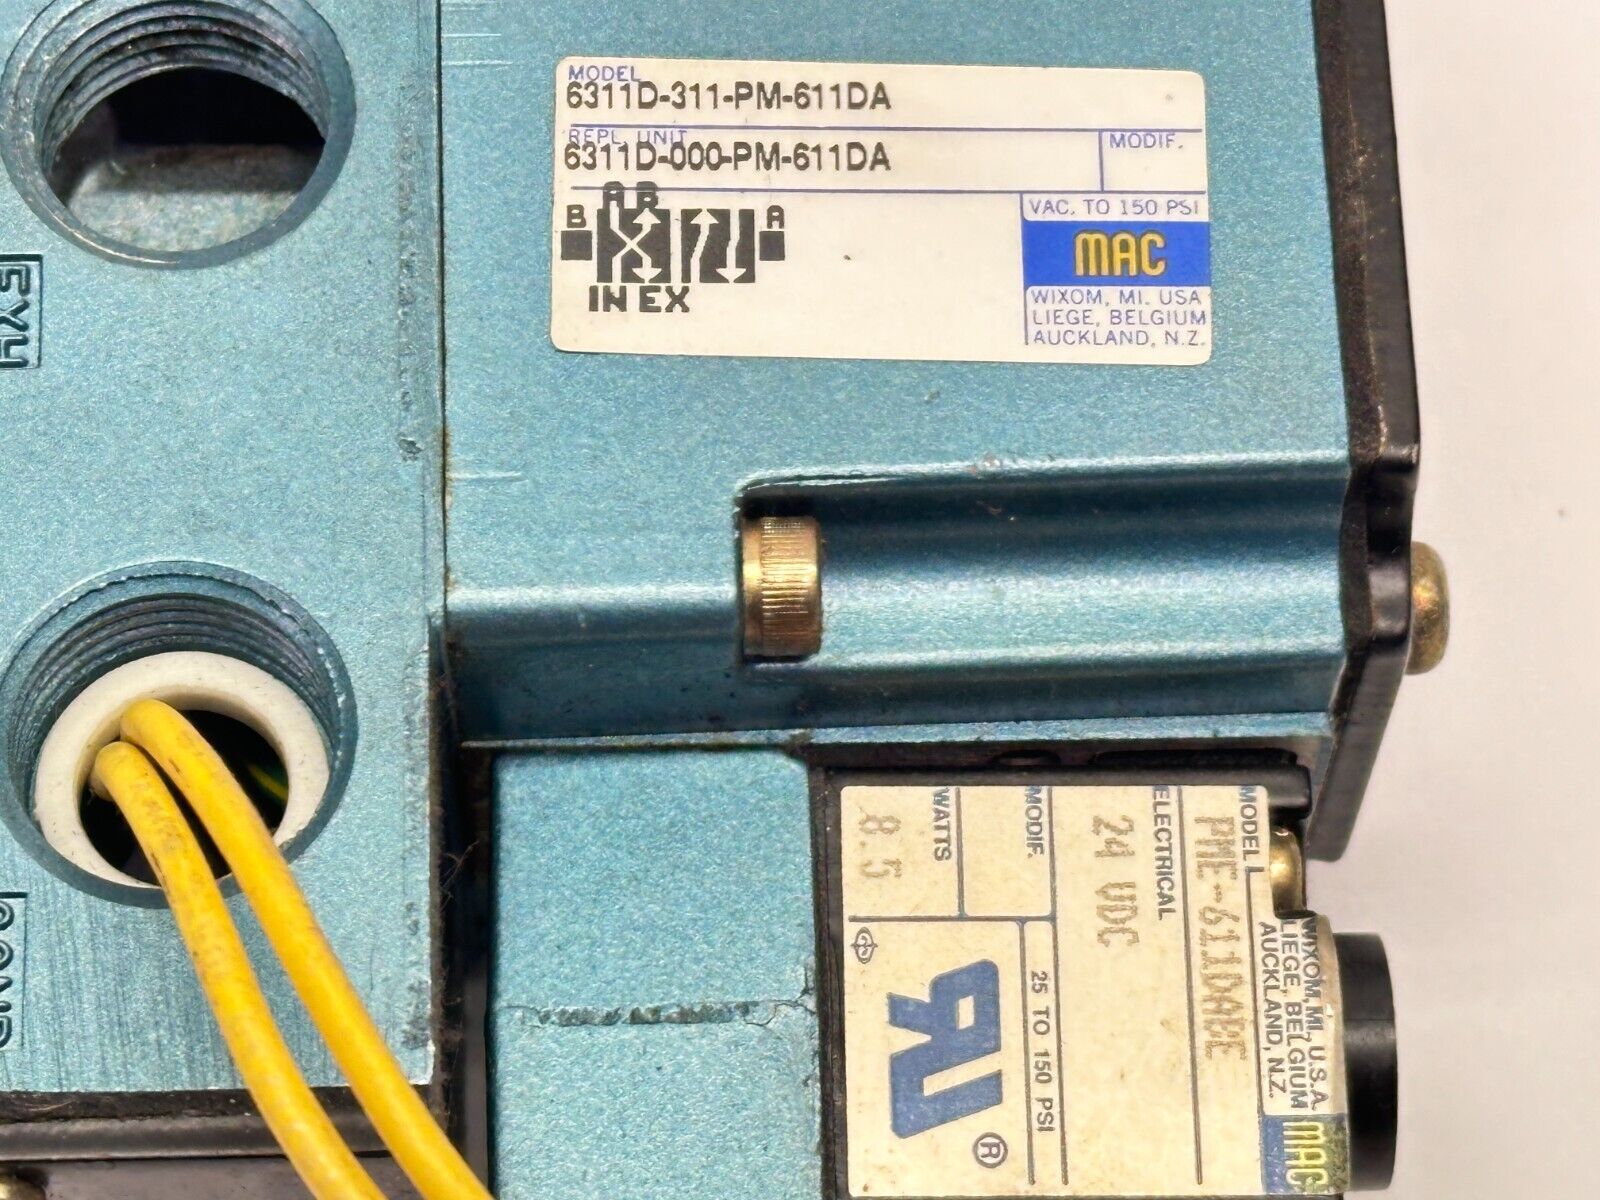 MODEL
6311D-311-PM-611DA
REPL. UNIT
6311D-000-PM-611DA
MODIF.
A B
B
A
IN EX
VAC. TO 150 PSI
MAC
WIXOM, MI. USA
LIEGE, BELGIUM
AUCKLAND, N.Z.
EXH
COND
MODEL
PME-611DABE
ELECTRICAL
24 VDC
MODIF.
25 TO 150 PSI
WATTS
8.5
®
WIXOM, MI., U.S.A.
LIEGE, BELGIUM
AUCKLAND, N.Z.
MAC